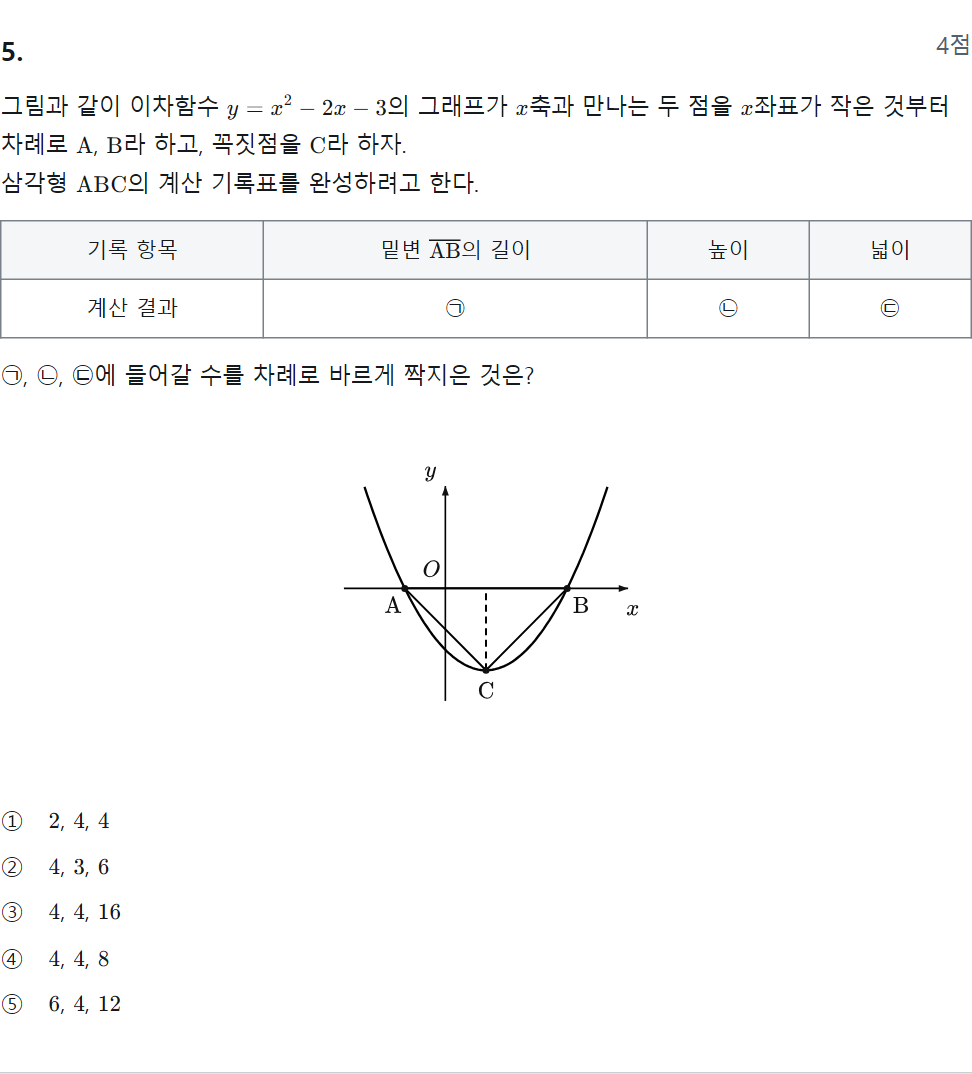 5.
4점
그림과 같이 이차함수 y = x² − 2x − 3의 그래프가 x축과 만나는 두 점을 x좌표가 작은 것부터
차례로 A, B라 하고, 꼭짓점을 C라 하자.
삼각형 ABC의 계산 기록표를 완성하려고 한다.
기록 항목 밑변 A̅B̅의 길이 높이 넓이
계산 결과 ㉠ ㉡ ㉢
㉠, ㉡, ㉢에 들어갈 수를 차례로 바르게 짝지은 것은?
y
O
A B x
C
① 2, 4, 4
② 4, 3, 6
③ 4, 4, 16
④ 4, 4, 8
⑤ 6, 4, 12